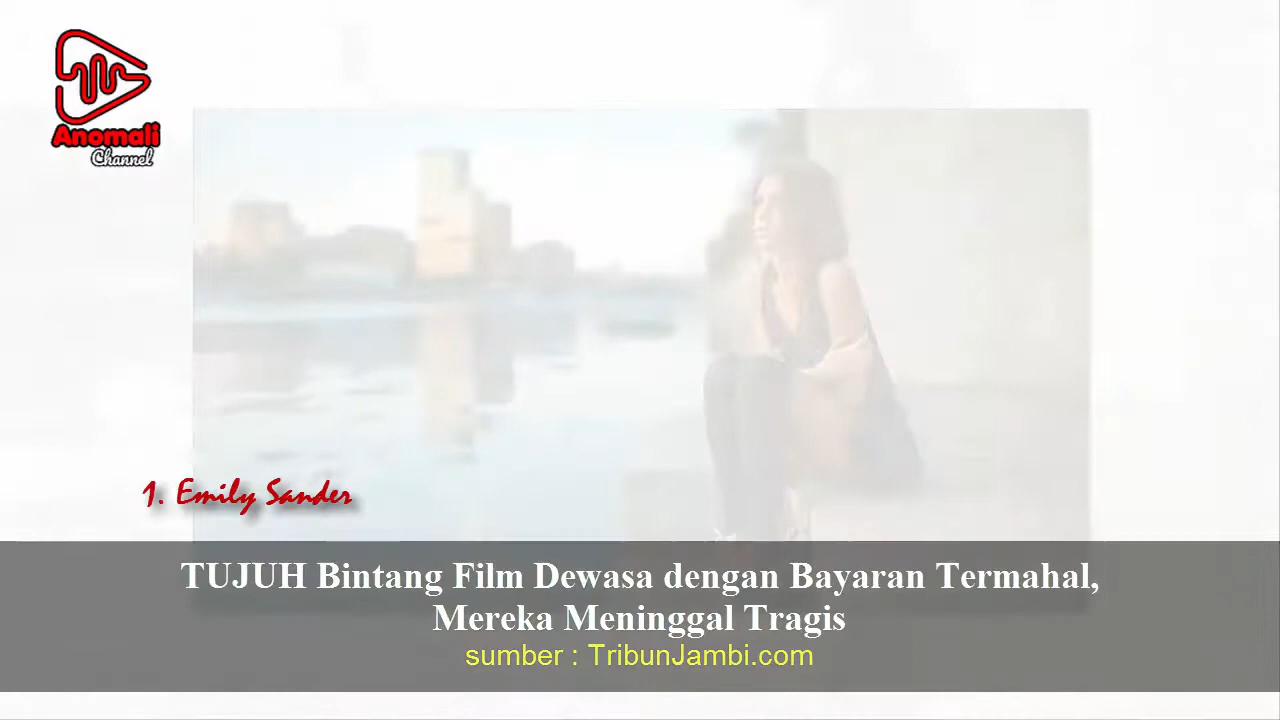 Anomali
Channel
1. Emily Sander
TUJUH Bintang Film Dewasa dengan Bayaran Termahal,
Mereka Meninggal Tragis
sumber : TribunJambi.com